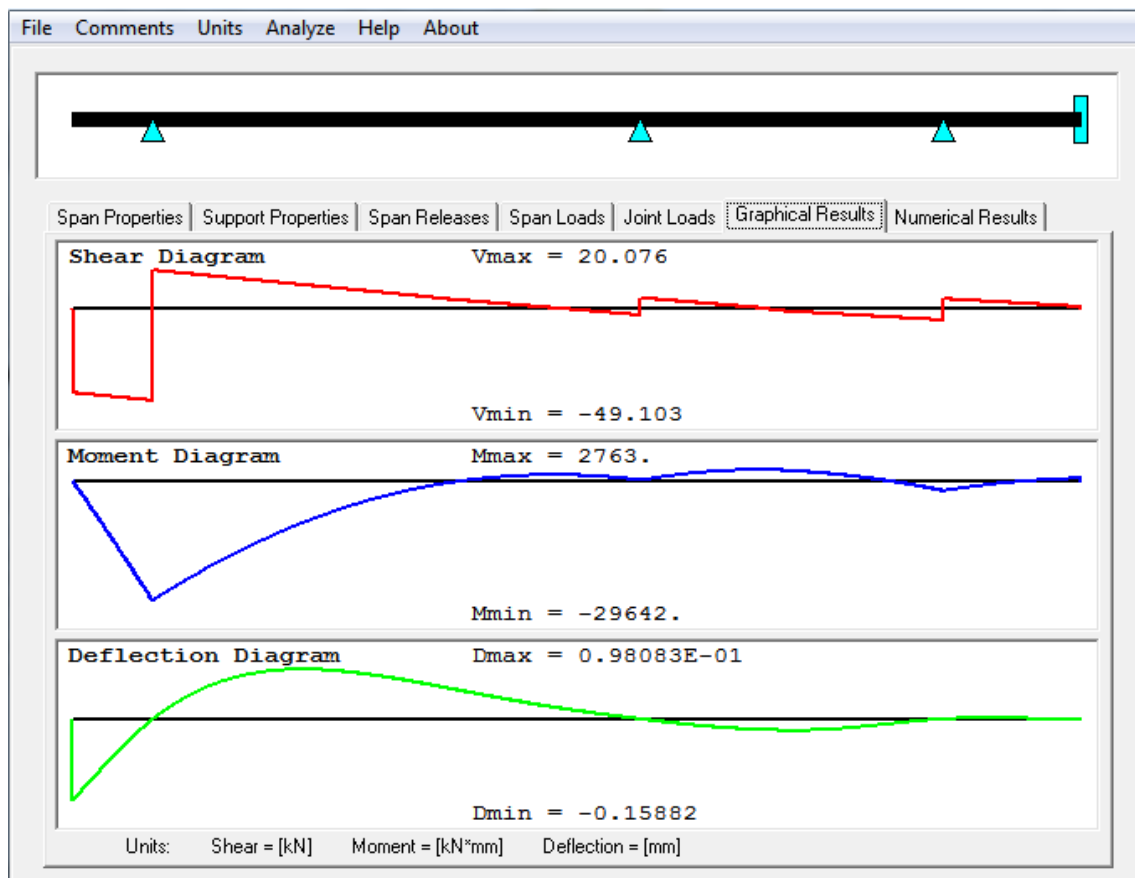 File Comments Units Analyze Help About
Span Properties Support Properties Span Releases Span Loads Joint Loads Graphical Results Numerical Results
Shear Diagram Vmax = 20.076
Vmin = -49.103
Moment Diagram Mmax = 2763.
Mmin = -29642.
Deflection Diagram Dmax = 0.98083E-01
Dmin = -0.15882
Units: Shear = [kN] Moment = [kN*mm] Deflection = [mm]